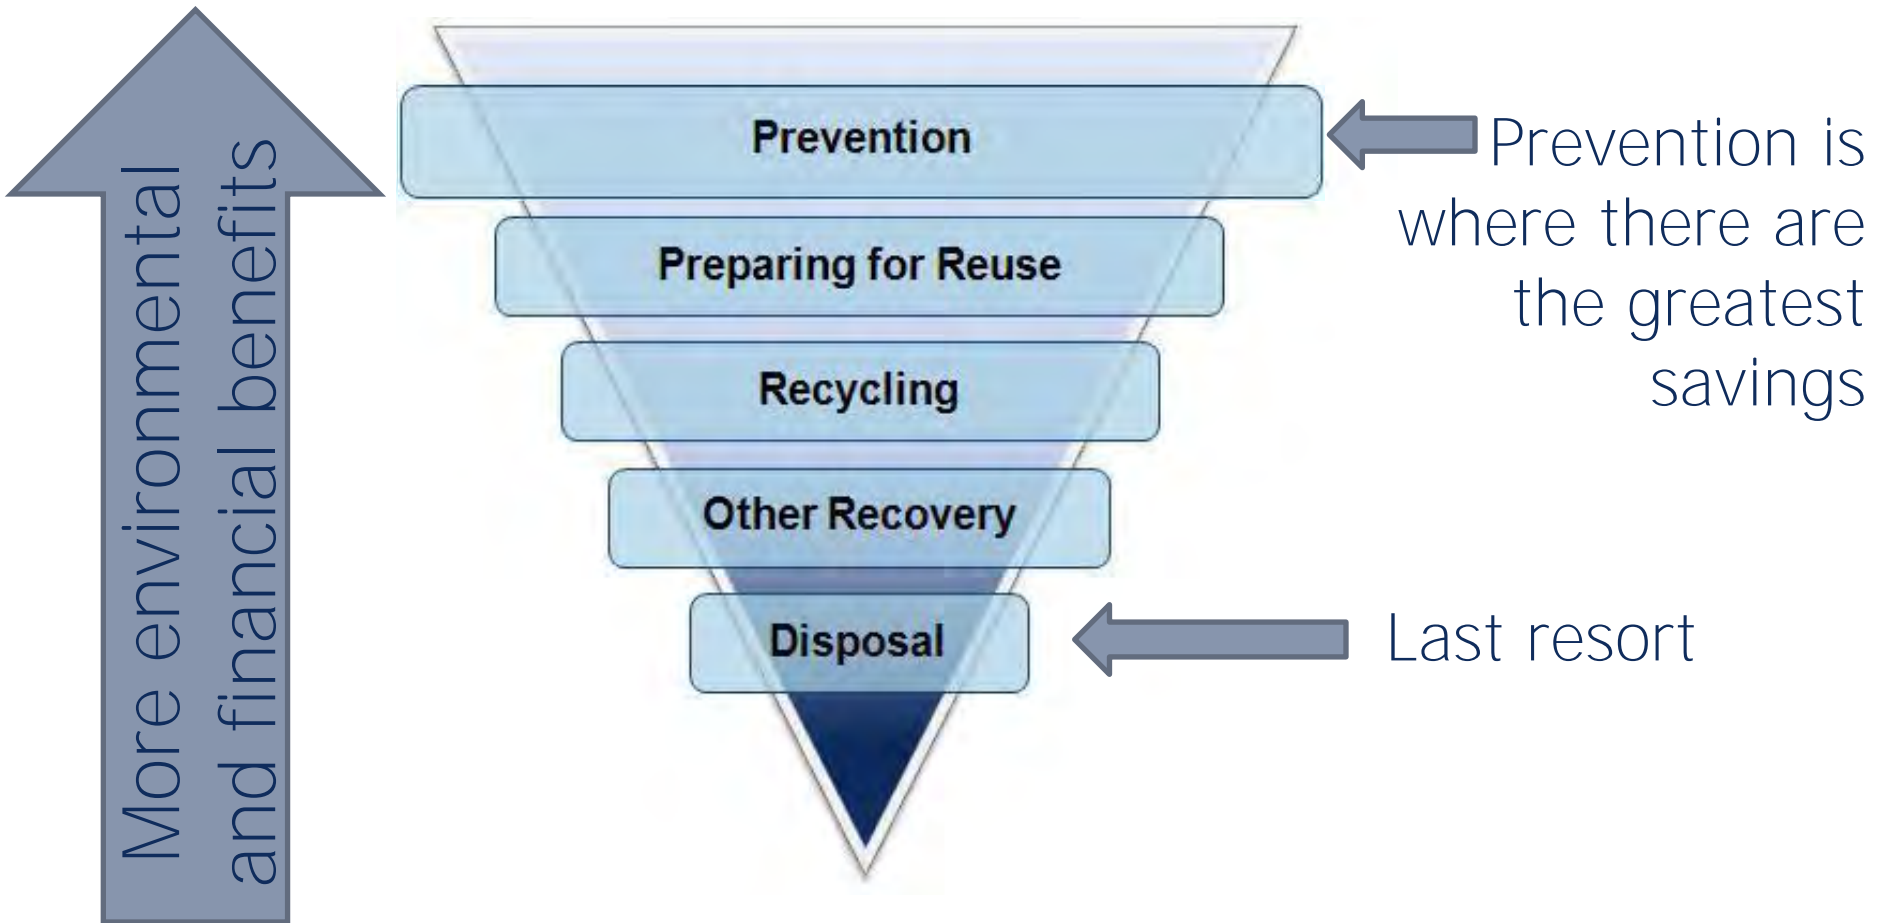 More environmental
and financial benefits
Prevention
Preparing for Reuse
Recycling
Other Recovery
Disposal
Prevention is
where there are
the greatest
savings
Last resort